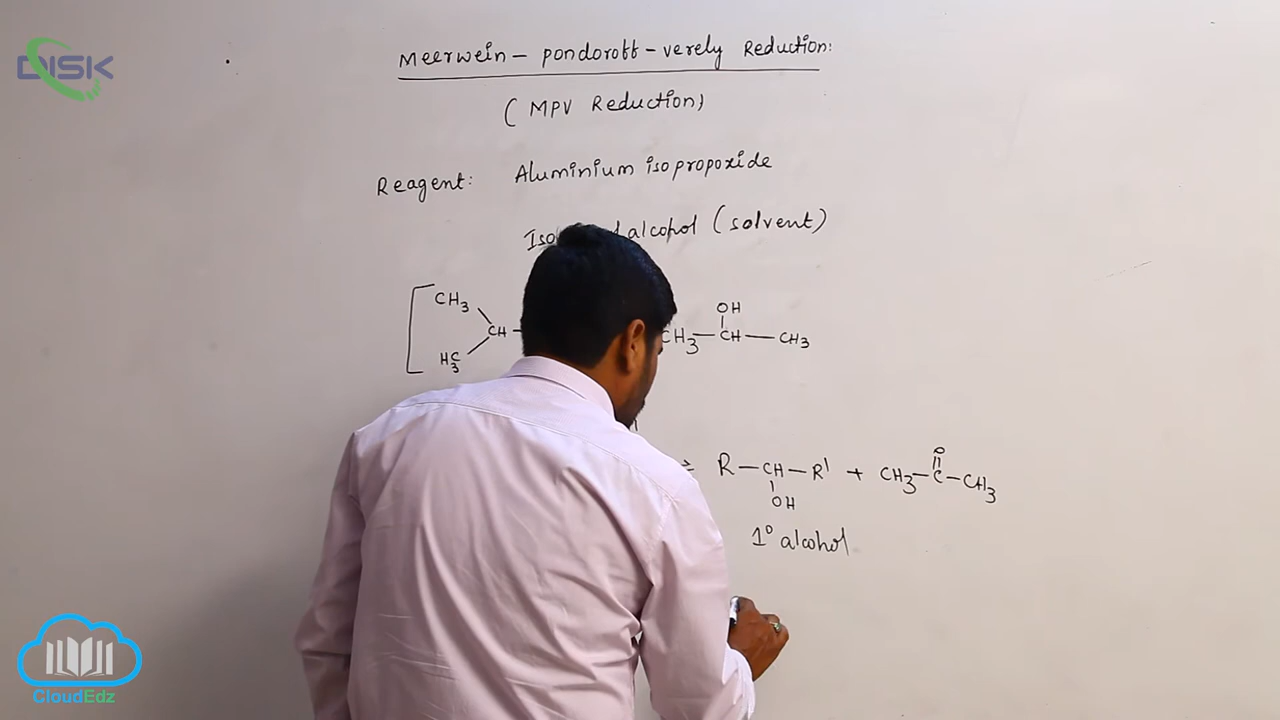 DISK
Meerwein – pondoroff – verely Reduction:
(MPV Reduction)
Reagent: Aluminium isopropoxide
alcohol (solvent)
CH3 OH
CH CH3 — CH — CH3
H3C
R — CH — R' + CH3 — C — CH3
OH O
1° alcohol
CloudEdz